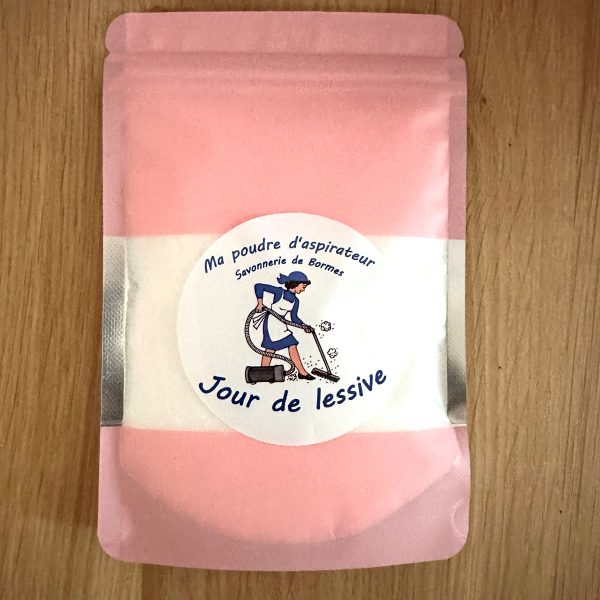 Ma poudre d'aspirateur
Savonnerie de Bormes
Jour de lessive